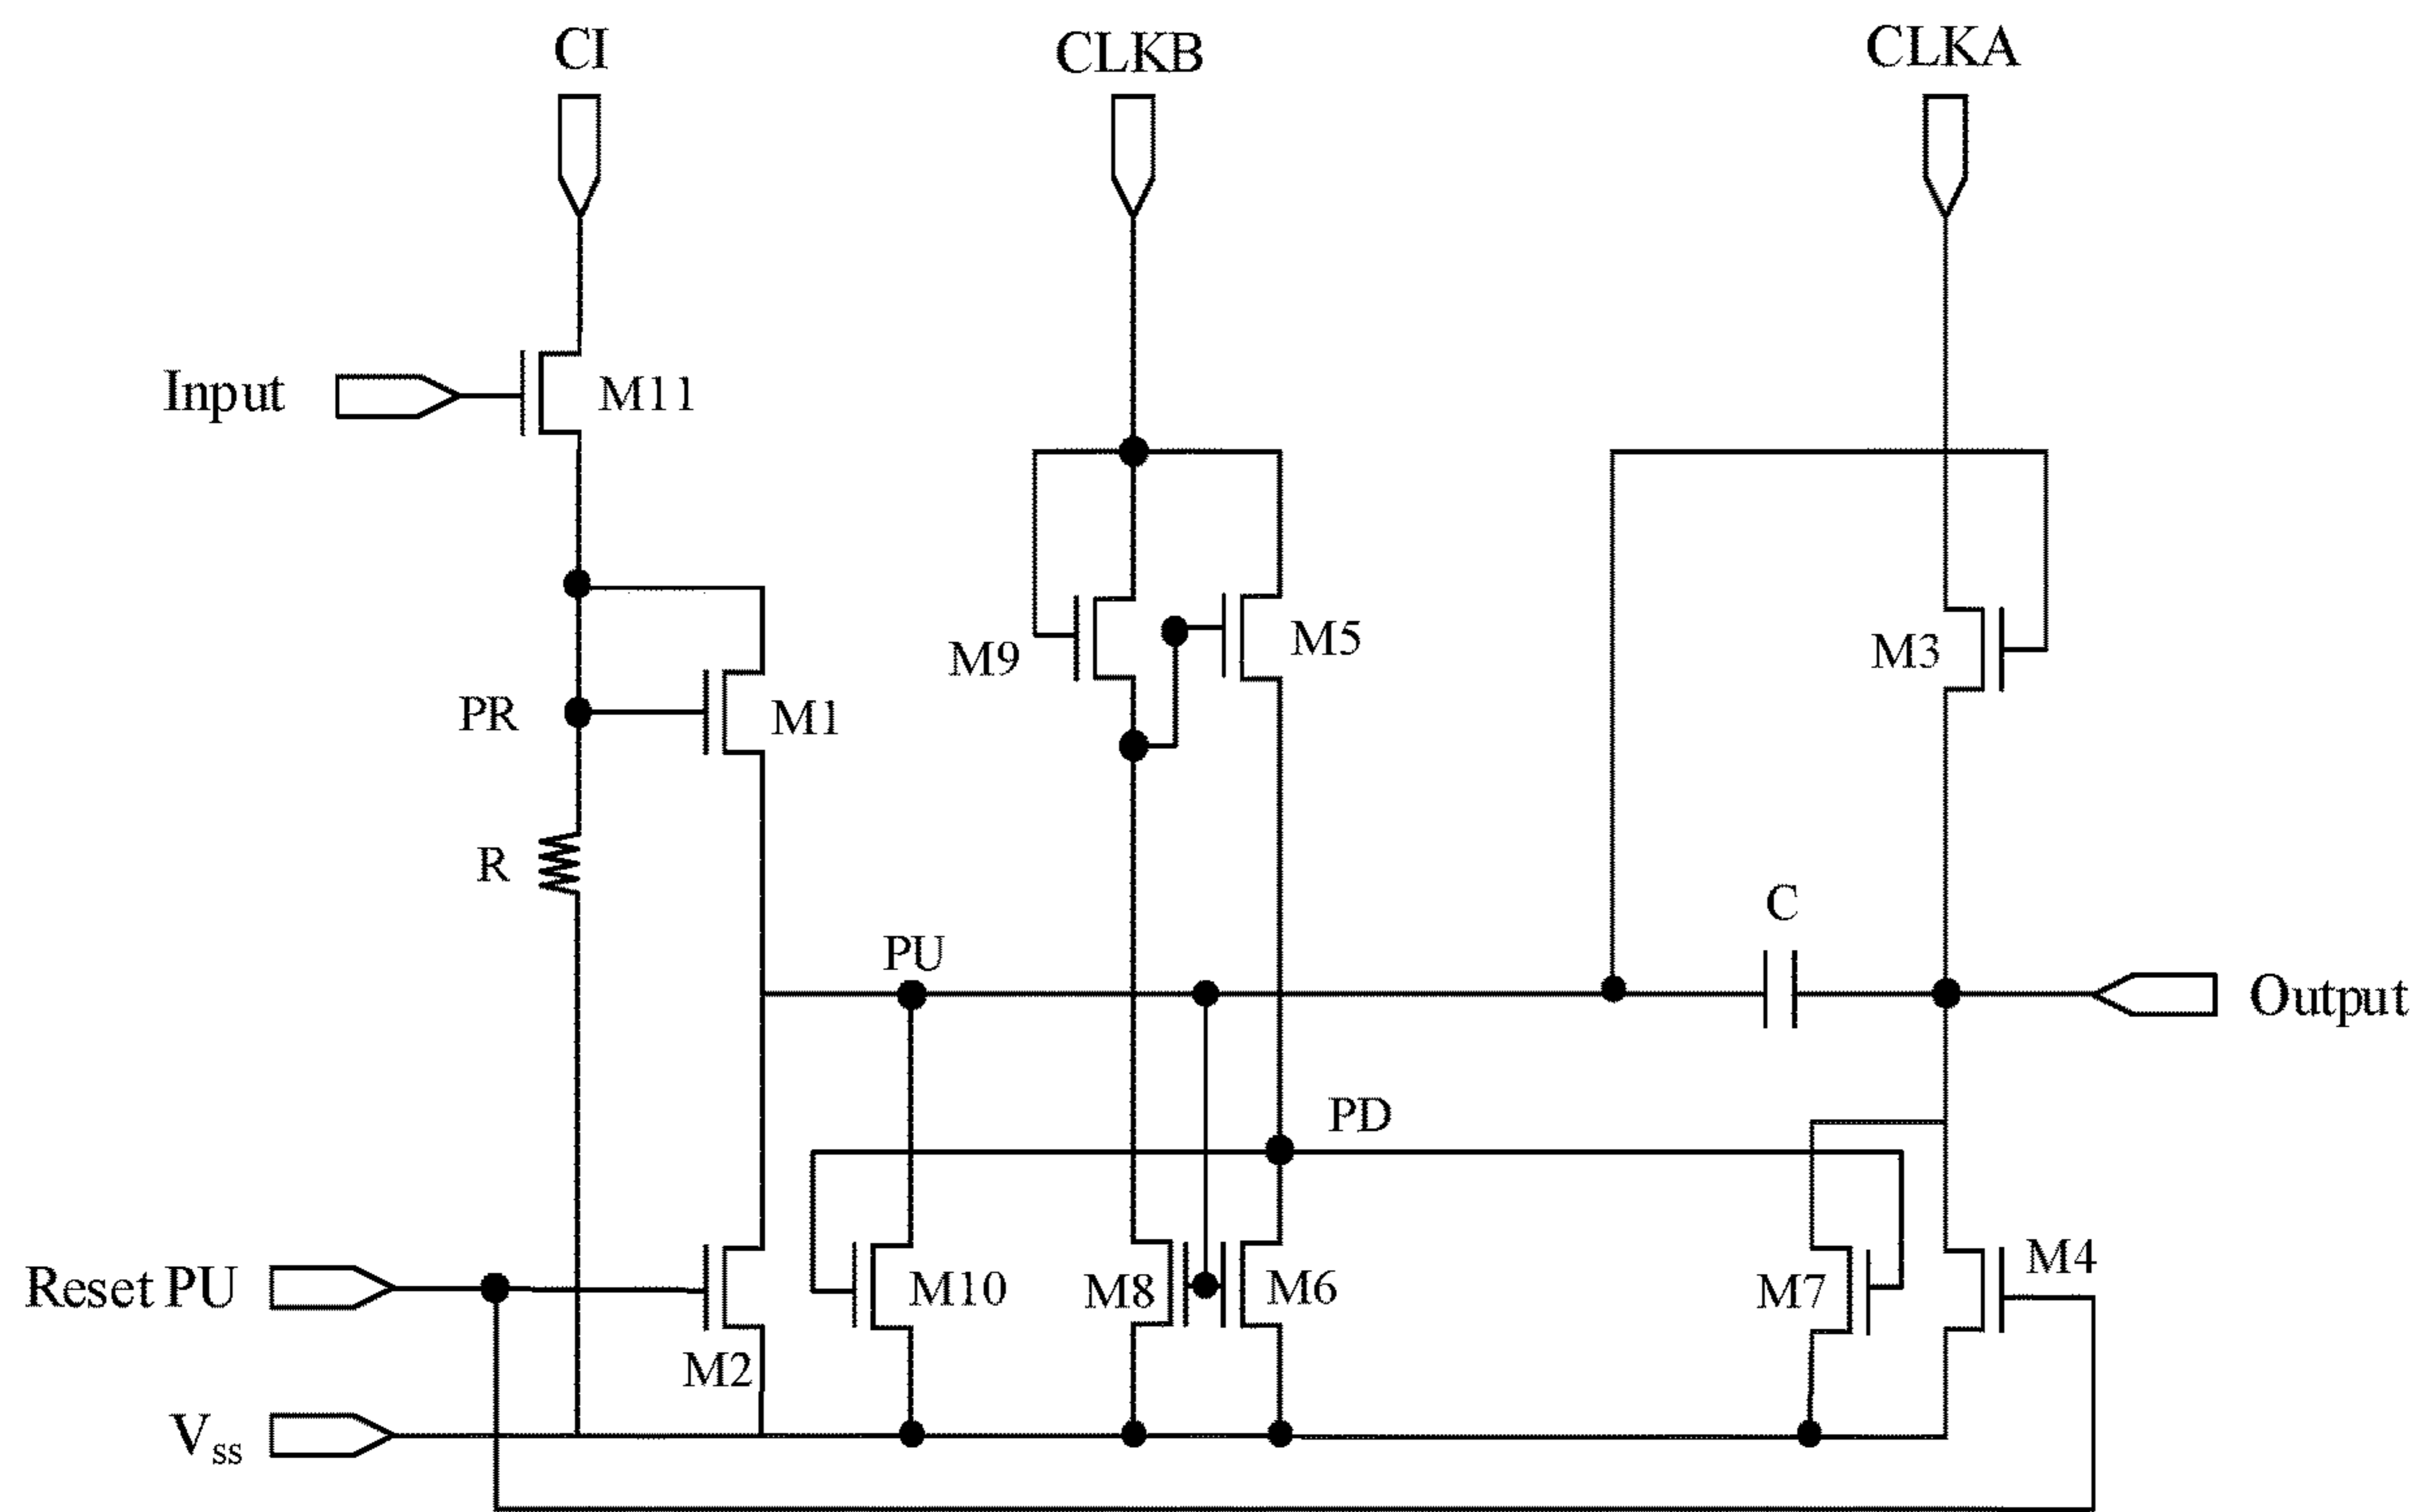 CI
CLKB
CLKA
Input
M11
M9
M5
M3
PR
M1
R
C
PU
Output
PD
Reset PU
M10
M8
M6
M7
M4
M2
Vss